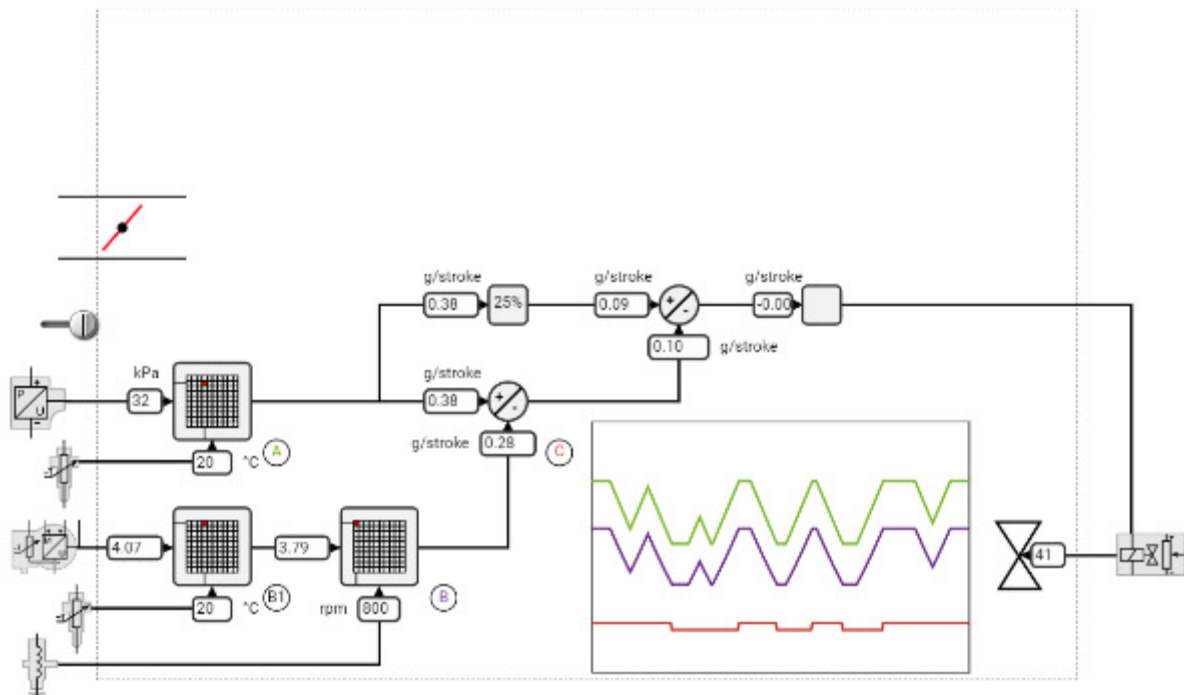 g/stroke g/stroke g/stroke
0.38 25% 0.09 + - -0.00
0.10 g/stroke
kPa g/stroke
P U + - 32 0.38 + -
g/stroke 0.28 C
20 °C A
4.07 3.79 41
20 °C B1 rpm 800 B